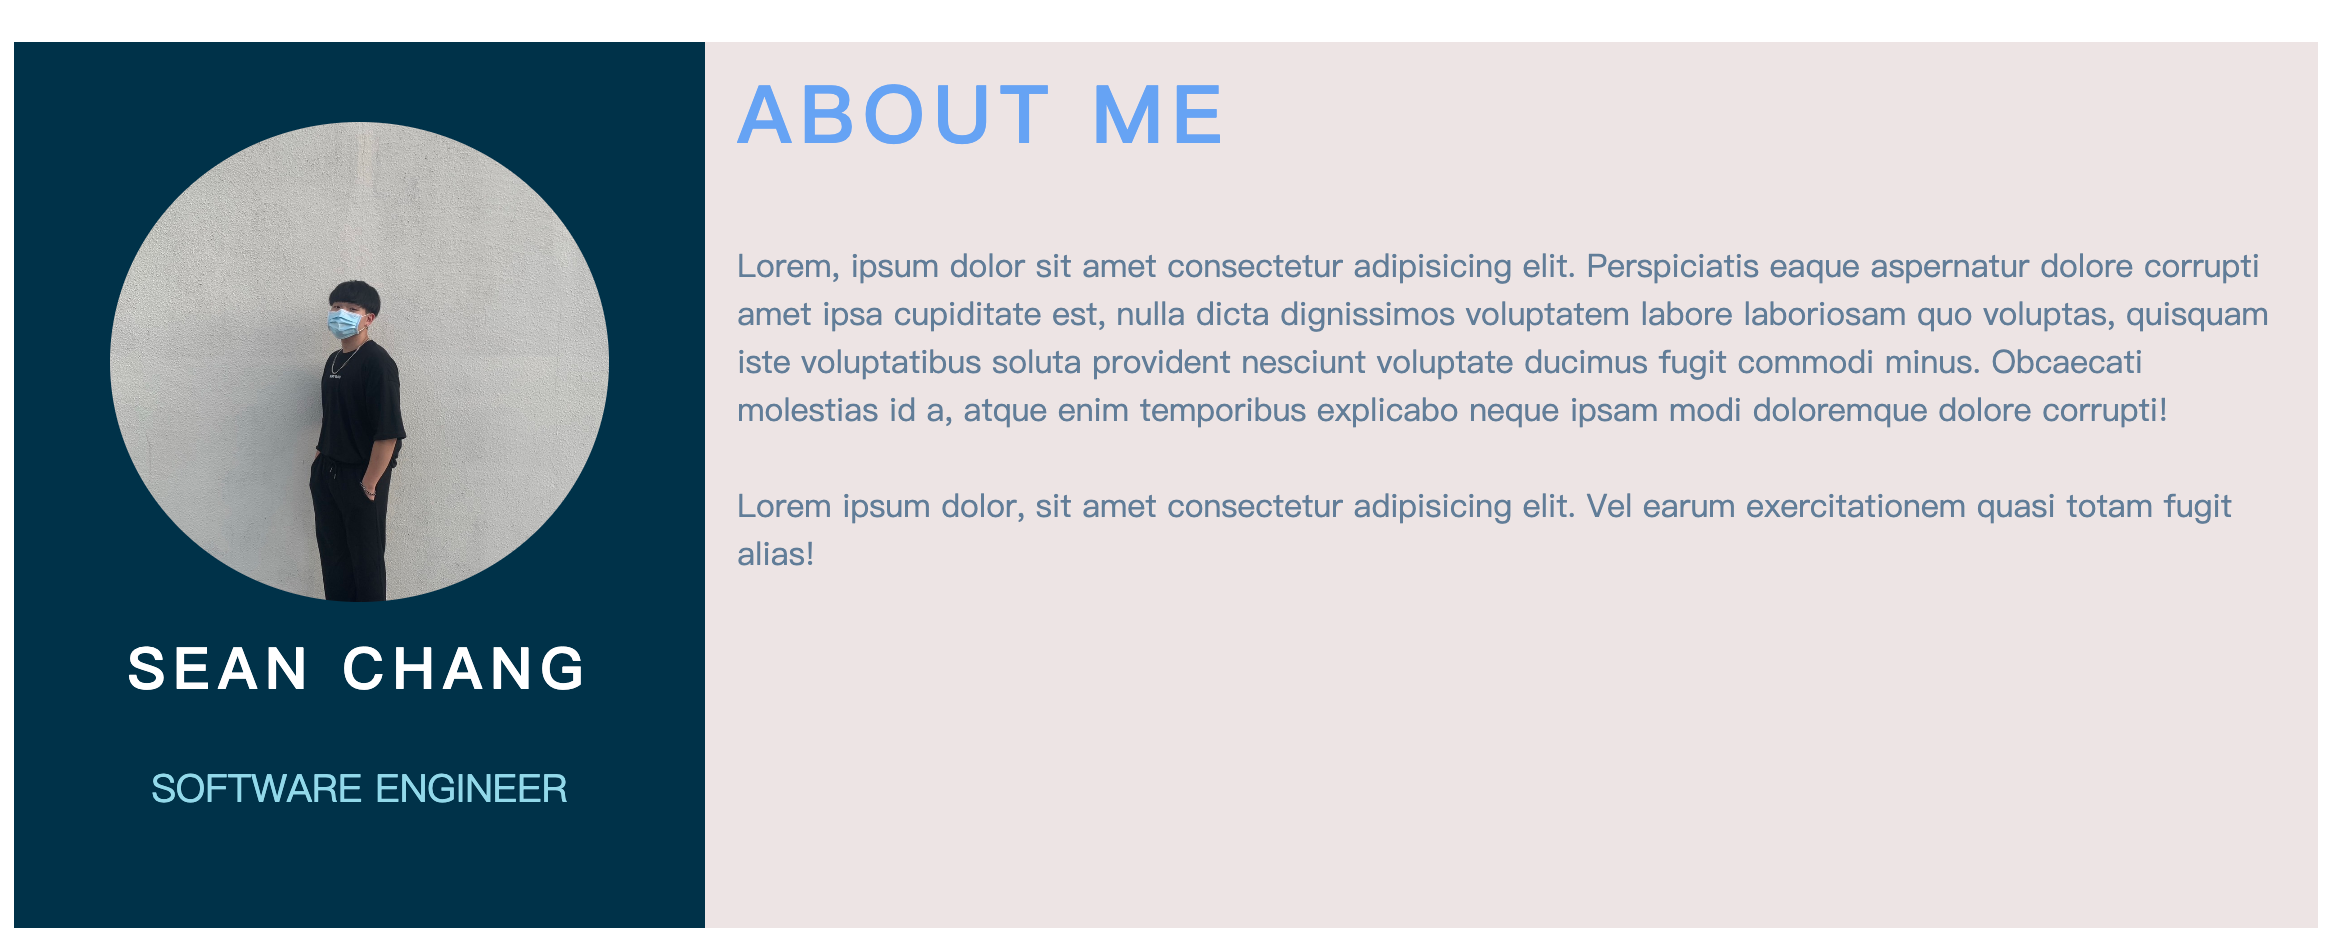 SEAN CHANG
SOFTWARE ENGINEER
ABOUT ME
Lorem, ipsum dolor sit amet consectetur adipisicing elit. Perspiciatis eaque aspernatur dolore corrupti
amet ipsa cupiditate est, nulla dicta dignissimos voluptatem labore laboriosam quo voluptas, quisquam
iste voluptatibus soluta provident nesciunt voluptate ducimus fugit commodi minus. Obcaecati
molestias id a, atque enim temporibus explicabo neque ipsam modi doloremque dolore corrupti!
Lorem ipsum dolor, sit amet consectetur adipisicing elit. Vel earum exercitationem quasi totam fugit
alias!